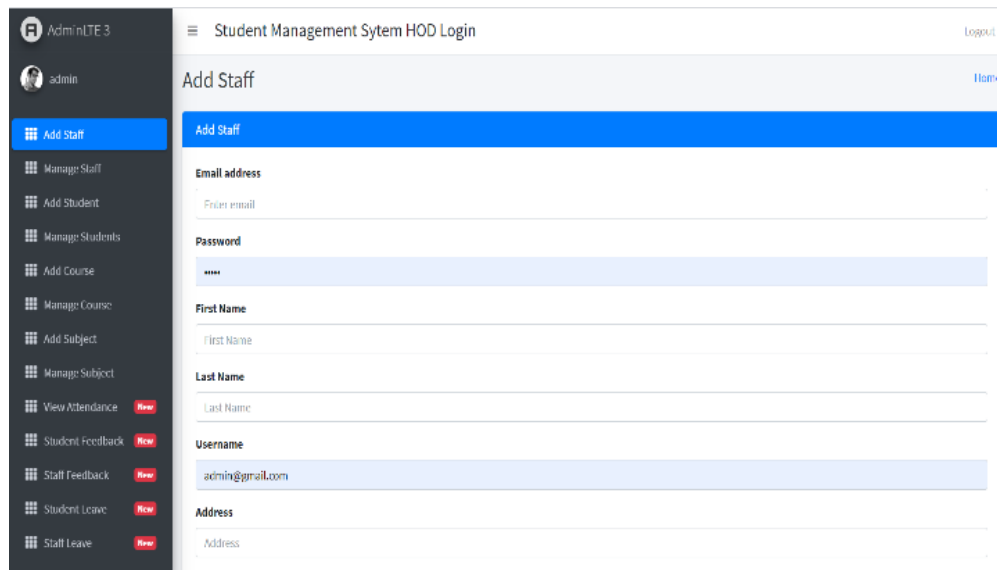 AdminLTE 3
admin
Add Staff
Manage Staff
Add Student
Manage Students
Add Course
Manage Course
Add Subject
Manage Subject
View Attendance New
Student Feedback New
Staff Feedback New
Student Leave New
Staff Leave New
Student Management Sytem HOD Login
Logout
Add Staff
Home
Add Staff
Email address
Enter email
Password
•••••
First Name
First Name
Last Name
Last Name
Username
admin@gmail.com
Address
Address